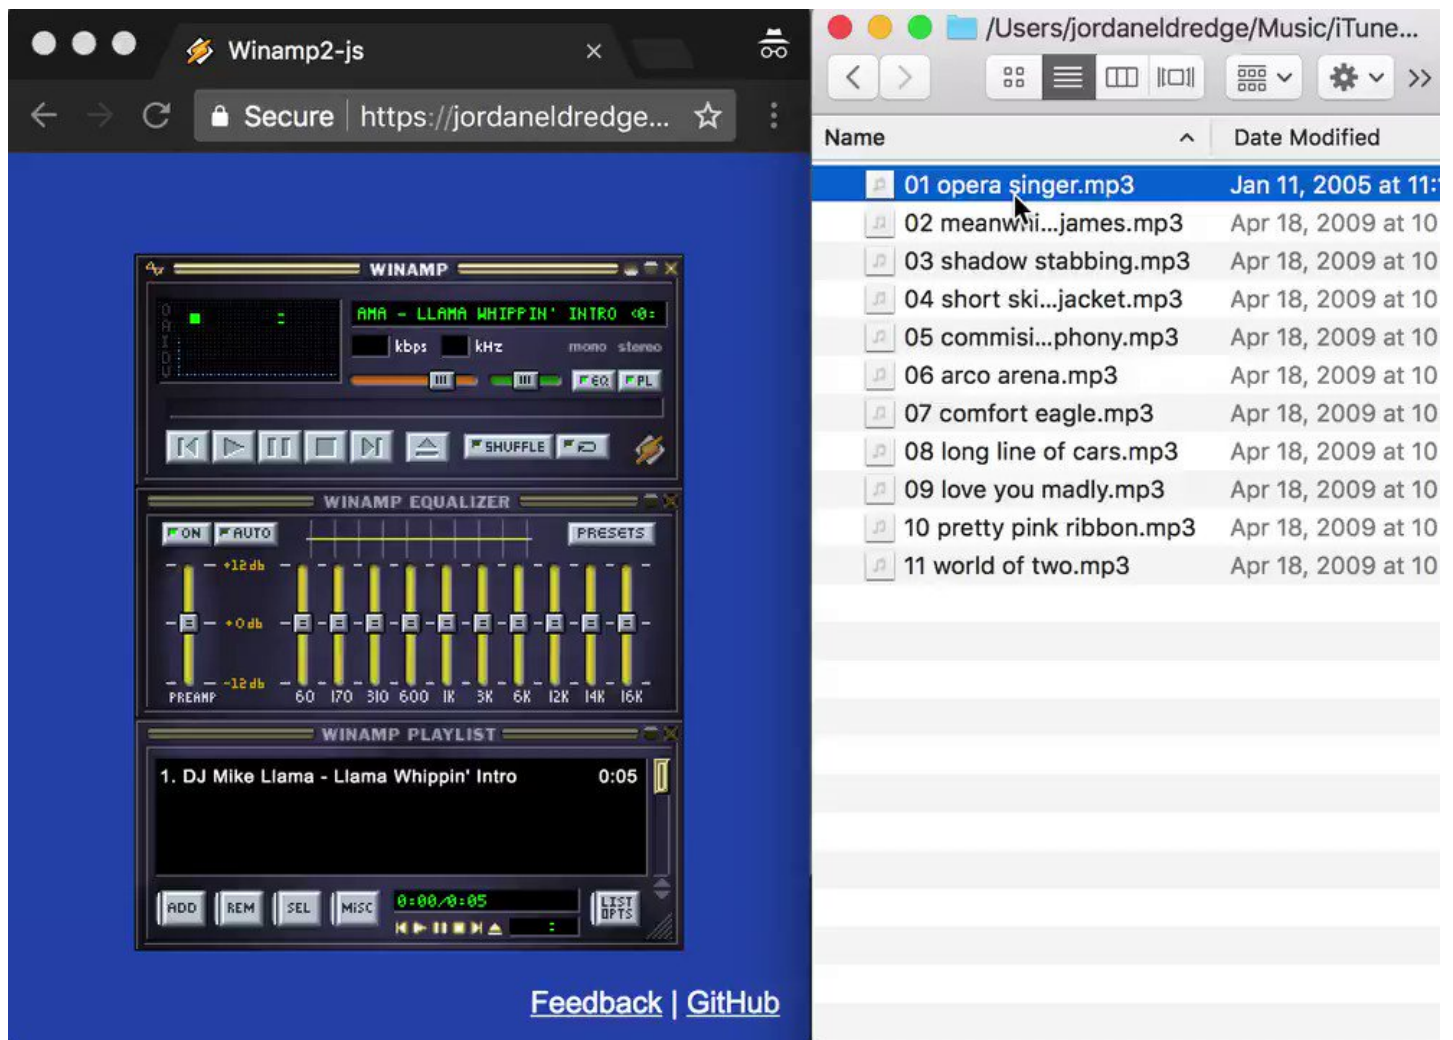 Winamp2-js
Secure https://jordaneldredge...
WINAMP
OAIDV
AMA - LLAMA WHIPPIN' INTRO <0:
kbps kHz mono stereo
EQ PL
SHUFFLE
WINAMP EQUALIZER
ON AUTO PRESETS
+12db
+0db
-12db
PREAMP 60 170 310 600 1K 3K 6K 12K 14K 16K
WINAMP PLAYLIST
1. DJ Mike Llama - Llama Whippin' Intro 0:05
ADD REM SEL MISC 0:00/0:05 LIST OPTS
:
Feedback | GitHub
/Users/jordaneldredge/Music/iTune...
Name Date Modified
01 opera singer.mp3 Jan 11, 2005 at 11:
02 meanwhi...james.mp3 Apr 18, 2009 at 10
03 shadow stabbing.mp3 Apr 18, 2009 at 10
04 short ski...jacket.mp3 Apr 18, 2009 at 10
05 commisi...phony.mp3 Apr 18, 2009 at 10
06 arco arena.mp3 Apr 18, 2009 at 10
07 comfort eagle.mp3 Apr 18, 2009 at 10
08 long line of cars.mp3 Apr 18, 2009 at 10
09 love you madly.mp3 Apr 18, 2009 at 10
10 pretty pink ribbon.mp3 Apr 18, 2009 at 10
11 world of two.mp3 Apr 18, 2009 at 10